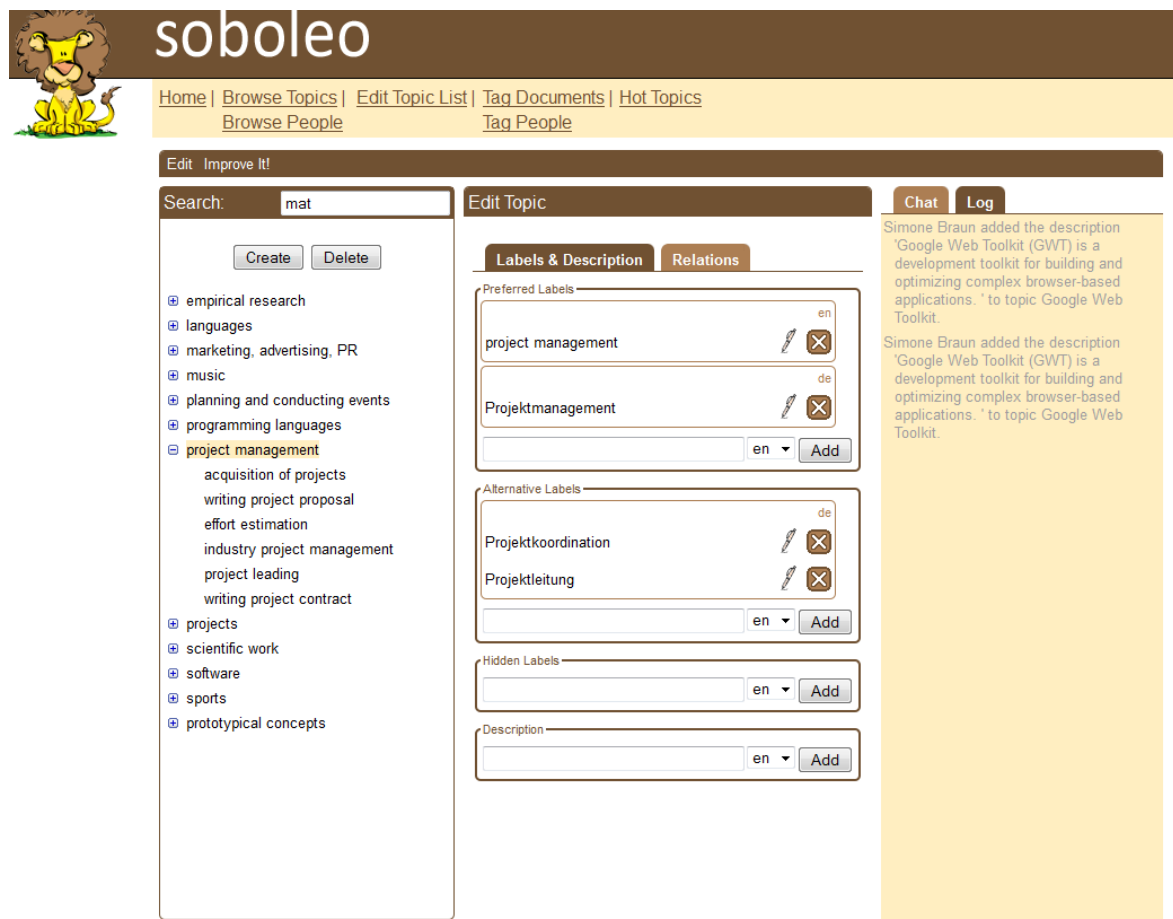 soboleo
Home | Browse Topics | Edit Topic List | Tag Documents | Hot Topics
Browse People Tag People
Edit Improve It!
Search: mat
Create Delete
empirical research
languages
marketing, advertising, PR
music
planning and conducting events
programming languages
project management
acquisition of projects
writing project proposal
effort estimation
industry project management
project leading
writing project contract
projects
scientific work
software
sports
prototypical concepts
Edit Topic
Labels & Description Relations
Preferred Labels
en
project management
de
Projektmanagement
en Add
Alternative Labels
de
Projektkoordination
Projektleitung
en Add
Hidden Labels
en Add
Description
en Add
Chat Log
Simone Braun added the description
'Google Web Toolkit (GWT) is a
development toolkit for building and
optimizing complex browser-based
applications. ' to topic Google Web
Toolkit.
Simone Braun added the description
'Google Web Toolkit (GWT) is a
development toolkit for building and
optimizing complex browser-based
applications. ' to topic Google Web
Toolkit.